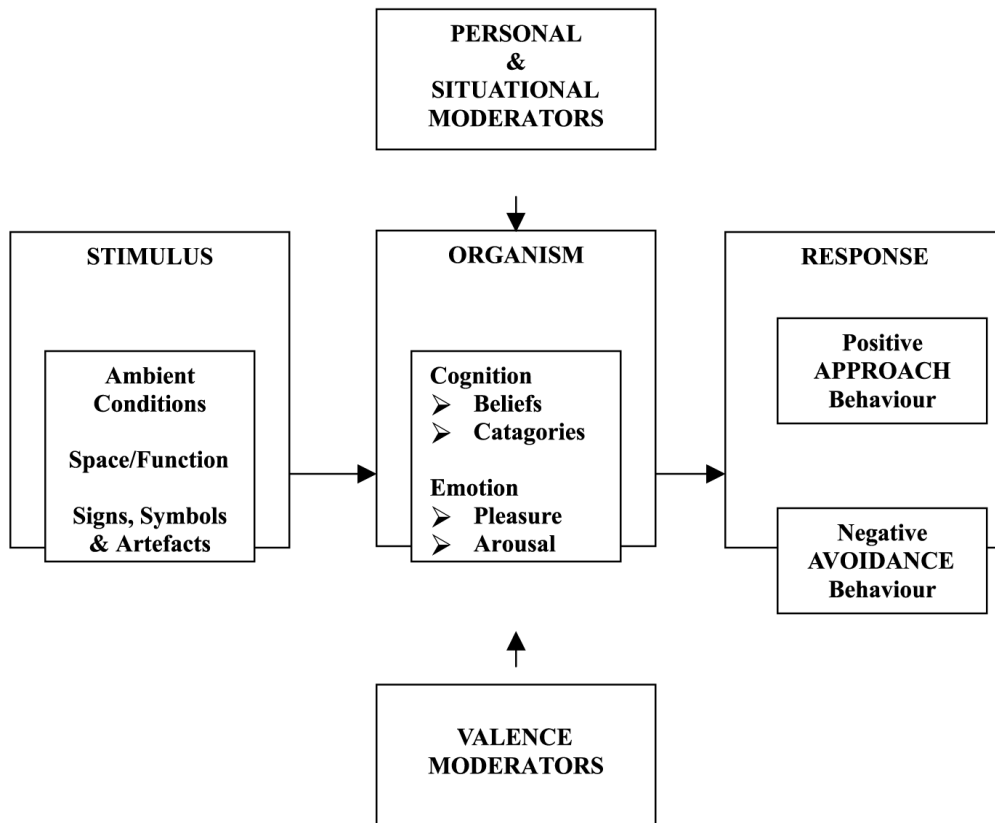 PERSONAL
&
SITUATIONAL
MODERATORS
STIMULUS
Ambient
Conditions
Space/Function
Signs, Symbols
& Artefacts
ORGANISM
Cognition
➢ Beliefs
➢ Catagories
Emotion
➢ Pleasure
➢ Arousal
RESPONSE
Positive
APPROACH
Behaviour
Negative
AVOIDANCE
Behaviour
VALENCE
MODERATORS